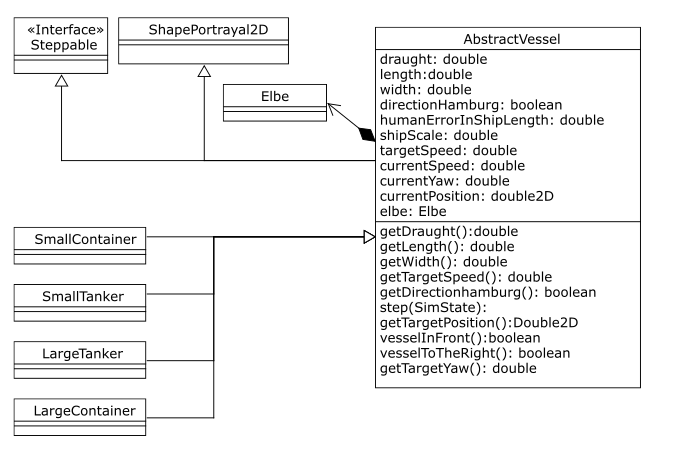 «Interface»
Steppable
ShapePortrayal2D
Elbe
AbstractVessel
draught: double
length:double
width: double
directionHamburg: boolean
humanErrorInShipLength: double
shipScale: double
targetSpeed: double
currentSpeed: double
currentYaw: double
currentPosition: double2D
elbe: Elbe
getDraught():double
getLength(): double
getWidth(): double
getTargetSpeed(): double
getDirectionhamburg(): boolean
step(SimState):
getTargetPosition():Double2D
vesselInFront():boolean
vesselToTheRight(): boolean
getTargetYaw(): double
SmallContainer
SmallTanker
LargeTanker
LargeContainer